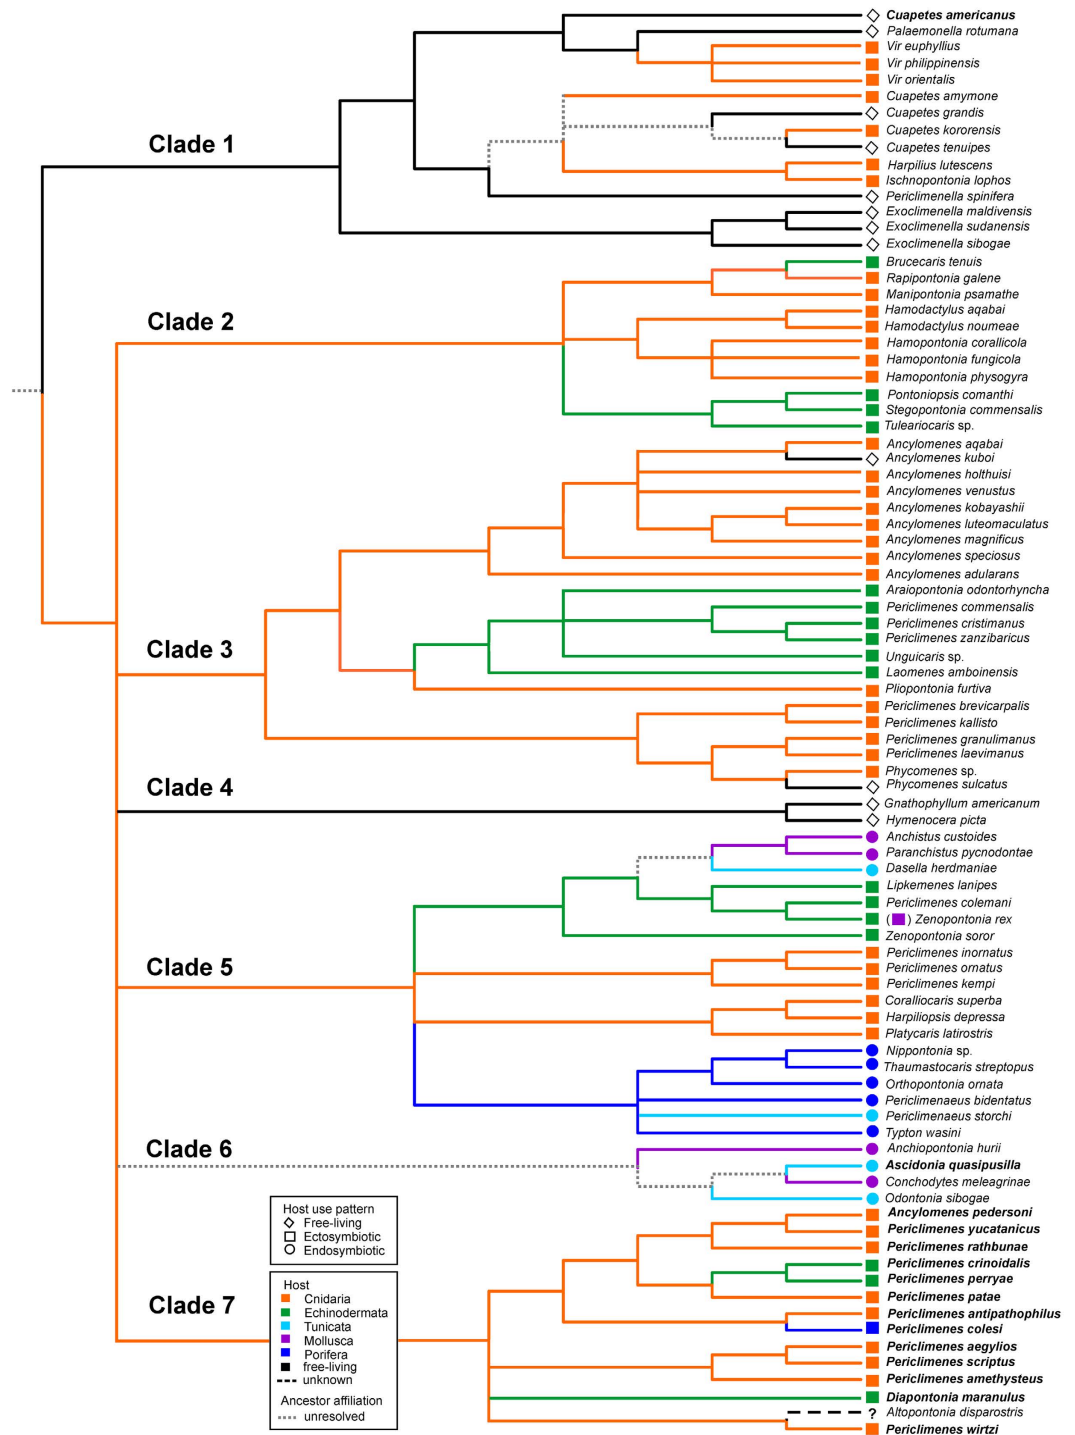 Cuapetes americanus
Palaemonella rotumana
Vir euphyllius
Vir philippinensis
Vir orientalis
Cuapetes amymone
Cuapetes grandis
Clade 1
Cuapetes kororensis
Cuapetes tenuipes
Harpilius lutescens
Ischnopontonia lophos
Periclimenella spinifera
Exoclimenella maldivensis
Exoclimenella sudanensis
Exoclimenella sibogae
Brucecaris tenuis
Rapipontonia galene
Manipontonia psamathe
Hamodactylus aqabai
Clade 2
Hamodactylus noumeae
Hamopontonia corallicola
Hamopontonia fungicola
Hamopontonia physogyra
Pontoniopsis comanthi
Stegopontonia commensalis
Tuleariocaris sp.
Ancylomenes aqabai
Ancylomenes kuboi
Ancylomenes holthuisi
Ancylomenes venustus
Ancylomenes kobayashii
Ancylomenes luteomaculatus
Ancylomenes magnificus
Ancylomenes speciosus
Ancylomenes adularans
Araiopontonia odontorhyncha
Periclimenes commensalis
Periclimenes cristimanus
Periclimenes zanzibaricus
Clade 3
Unguicaris sp.
Laomenes amboinensis
Pliopontonia furtiva
Periclimenes brevicarpalis
Periclimenes kallisto
Periclimenes granulimanus
Periclimenes laevimanus
Phycomenes sp.
Phycomenes sulcatus
Clade 4
Gnathophyllum americanum
Hymenocera picta
Anchistus custoides
Paranchistus pycnodontae
Dasella herdmaniae
Lipkemenes lanipes
Periclimenes colemani
( ) Zenopontonia rex
Zenopontonia soror
Periclimenes inornatus
Clade 5
Periclimenes ornatus
Periclimenes kempi
Coralliocaris superba
Harpiliopsis depressa
Platycaris latirostris
Nippontonia sp.
Thaumastocaris streptopus
Orthopontonia ornata
Periclimenaeus bidentatus
Periclimenaeus storchi
Typton wasini
Clade 6
Anchiopontonia hurii
Ascidonia quasipusilla
Conchodytes meleagrinae
Odontonia sibogae
Host use pattern
Free-living
Ectosymbiotic
Endosymbiotic
Ancylomenes pedersoni
Periclimenes yucatanicus
Periclimenes rathbunae
Periclimenes crinoidalis
Periclimenes perryae
Periclimenes patae
Clade 7
Host
Cnidaria
Echinodermata
Tunicata
Mollusca
Porifera
free-living
unknown
Ancestor affiliation
unresolved
Periclimenes antipathophilus
Periclimenes colesi
Periclimenes aegylios
Periclimenes scriptus
Periclimenes amethysteus
Diapontonia maranulus
? Altopontonia disparostris
Periclimenes wirtzi